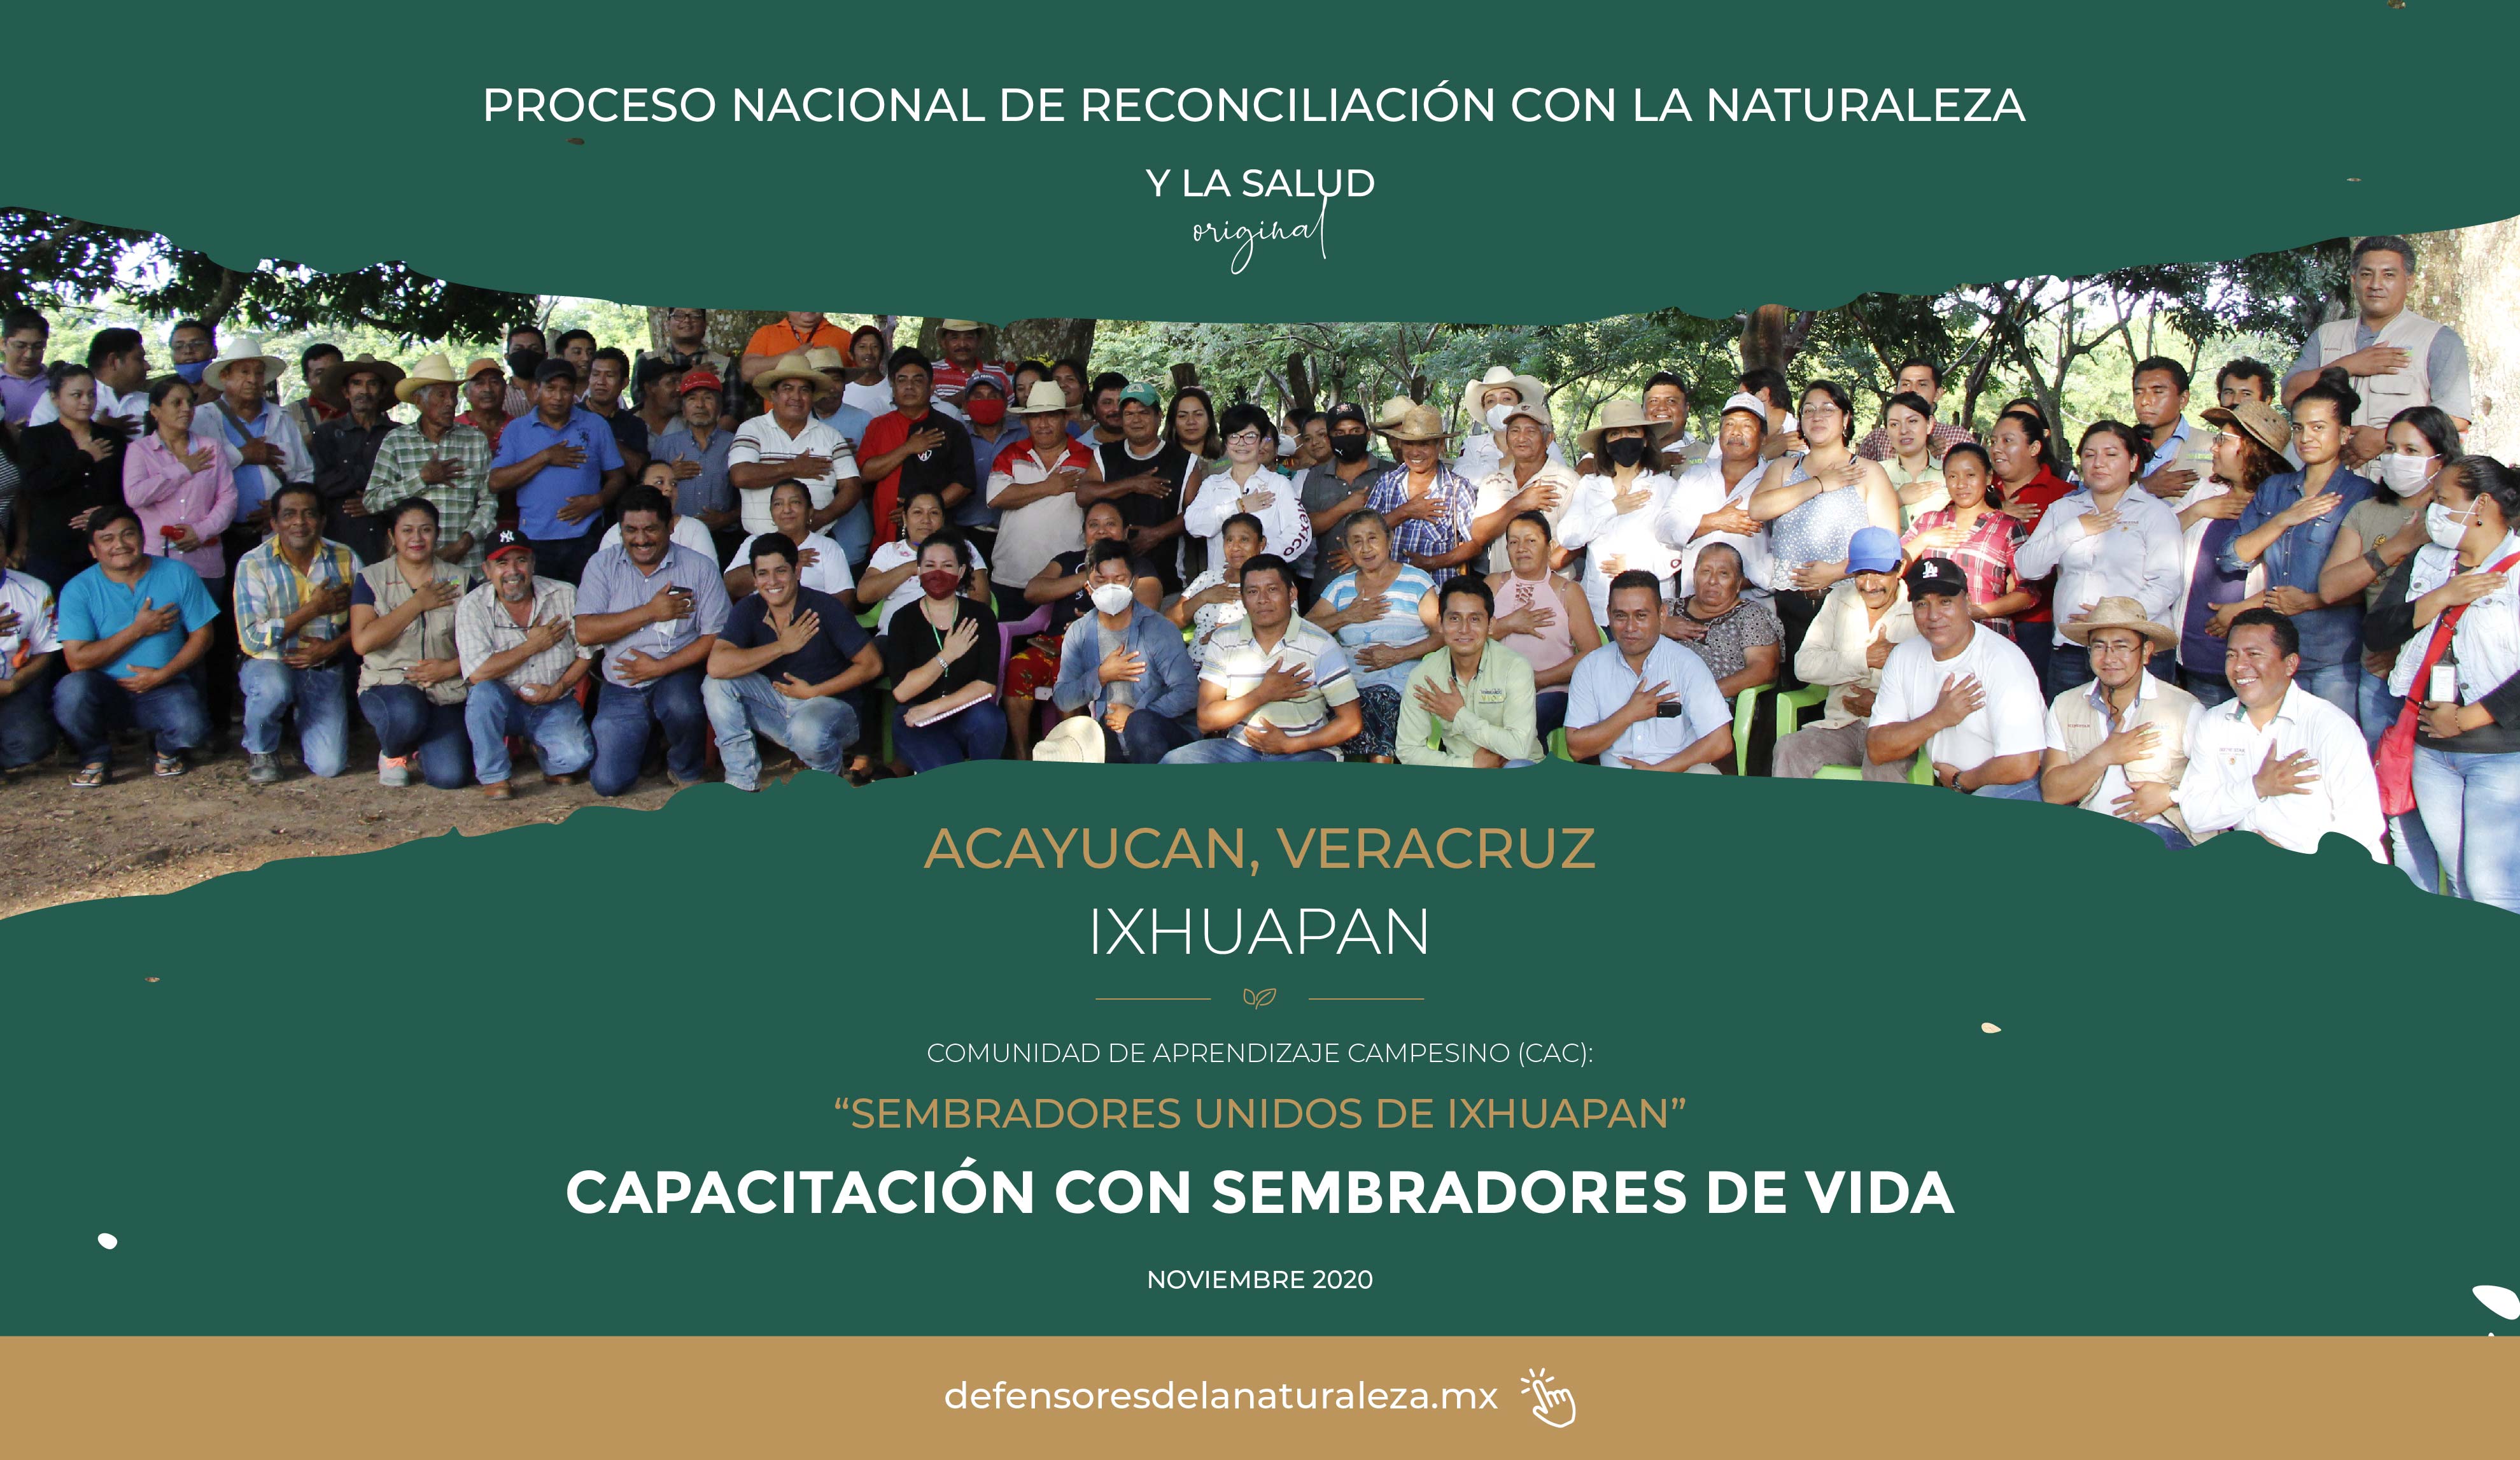 PROCESO NACIONAL DE RECONCILIACIÓN CON LA NATURALEZA
Y LA SALUD
original
México
ACAYUCAN, VERACRUZ
IXHUAPAN
COMUNIDAD DE APRENDIZAJE CAMPESINO (CAC):
“SEMBRADORES UNIDOS DE IXHUAPAN”
CAPACITACIÓN CON SEMBRADORES DE VIDA
NOVIEMBRE 2020
defensoresdelanaturaleza.mx